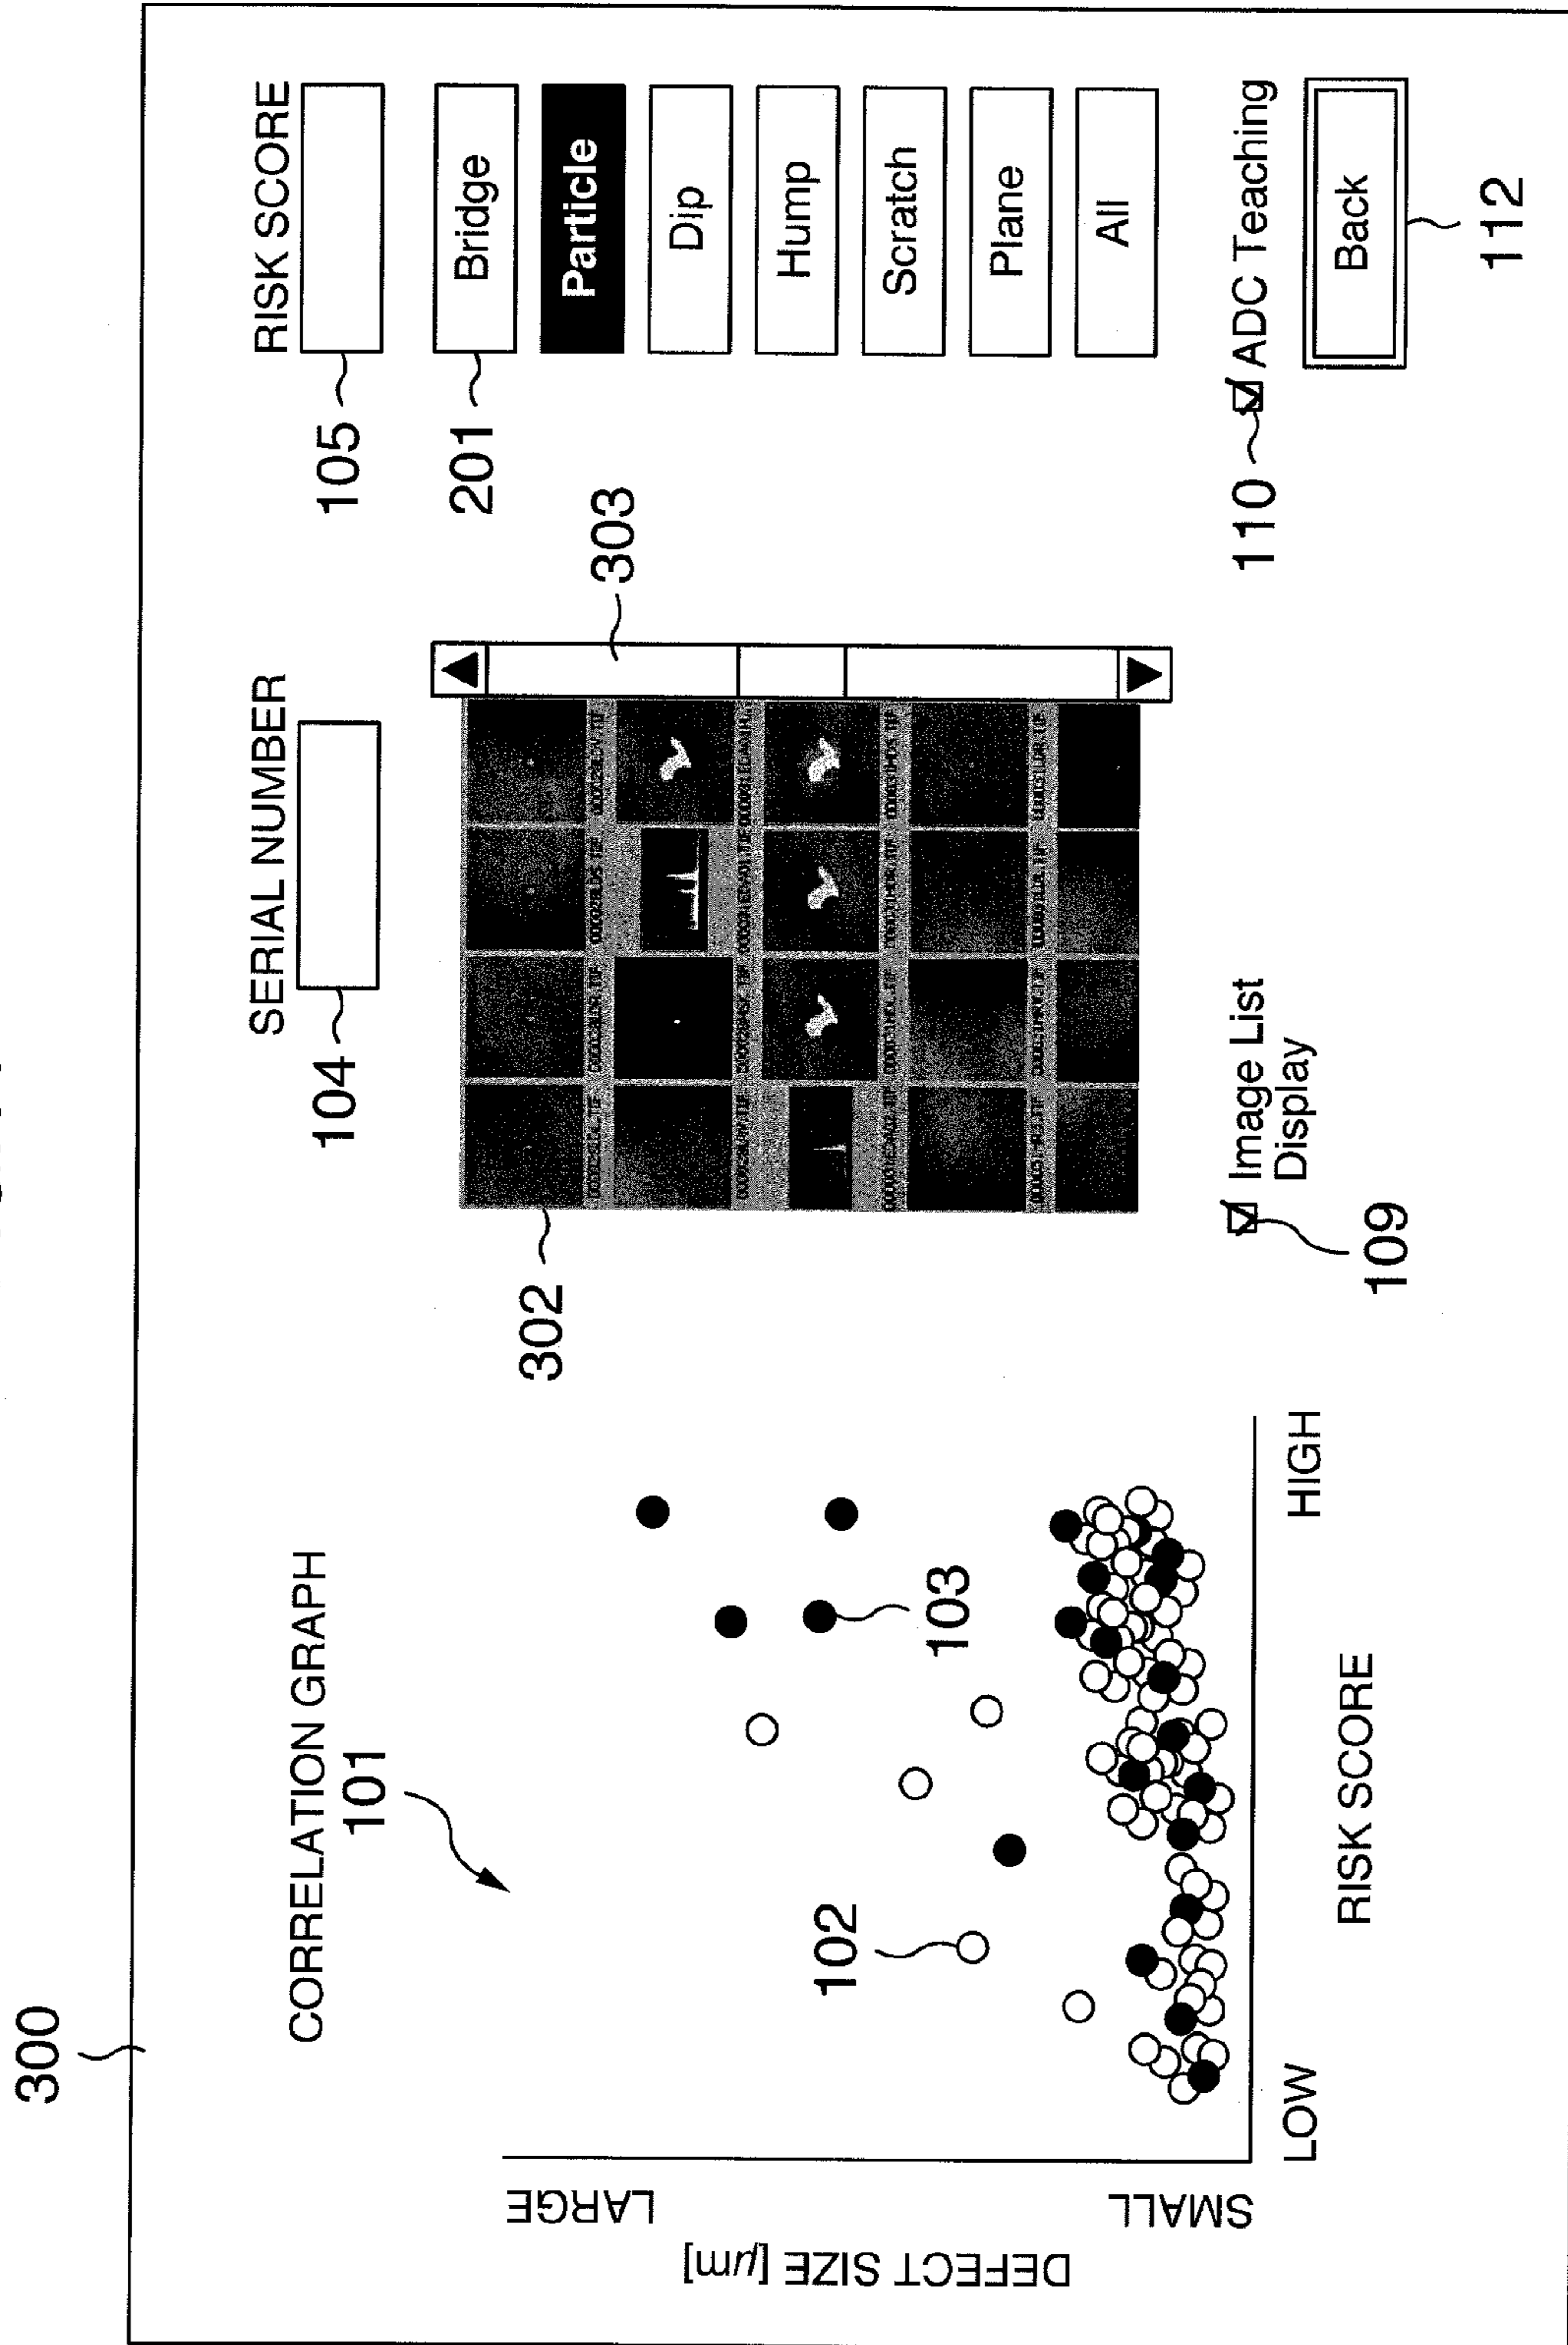 300
CORRELATION GRAPH
101
SERIAL NUMBER
104
RISK SCORE
105
DEFECT SIZE [µm]
LARGE
SMALL
102
103
LOW
HIGH
RISK SCORE
302
303
201
Bridge
Particle
Dip
Hump
Scratch
Plane
All
109
Image List
Display
110
ADC Teaching
Back
112